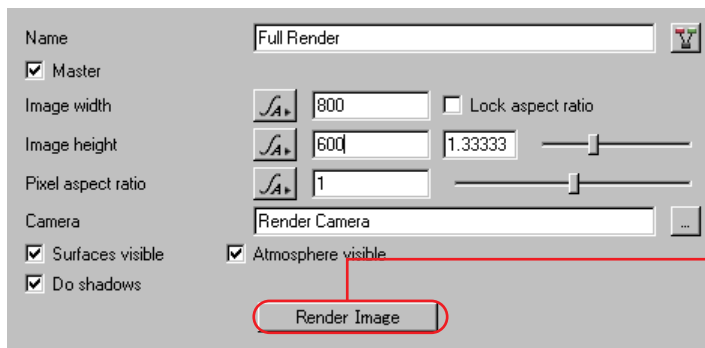 Name Full Render
Master
Image width 800 Lock aspect ratio
Image height 600 1.33333
Pixel aspect ratio 1
Camera Render Camera ...
Surfaces visible Atmosphere visible
Do shadows
Render Image